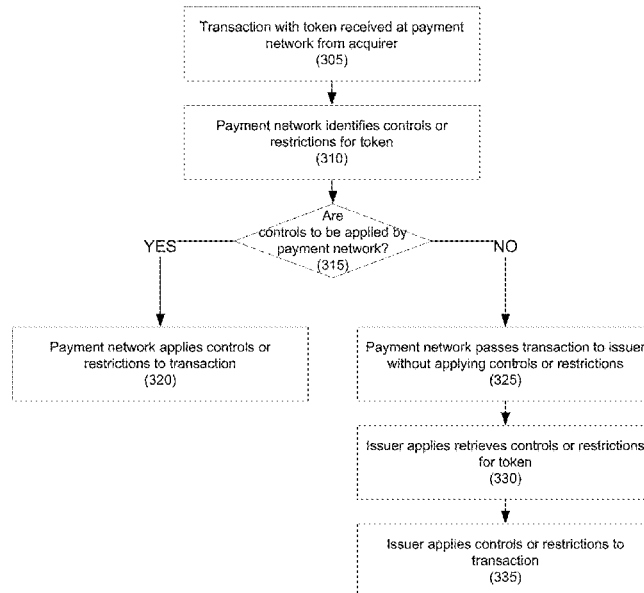 Transaction with token received at payment
network from acquirer
(305)
Payment network identifies controls or
restrictions for token
(310)
Are
controls to be applied by
payment network?
(315)
YES
NO
Payment network applies controls or
restrictions to transaction
(320)
Payment network passes transaction to issuer
without applying controls or restrictions
(325)
Issuer applies retrieves controls or restrictions
for token
(330)
Issuer applies controls or restrictions to
transaction
(335)